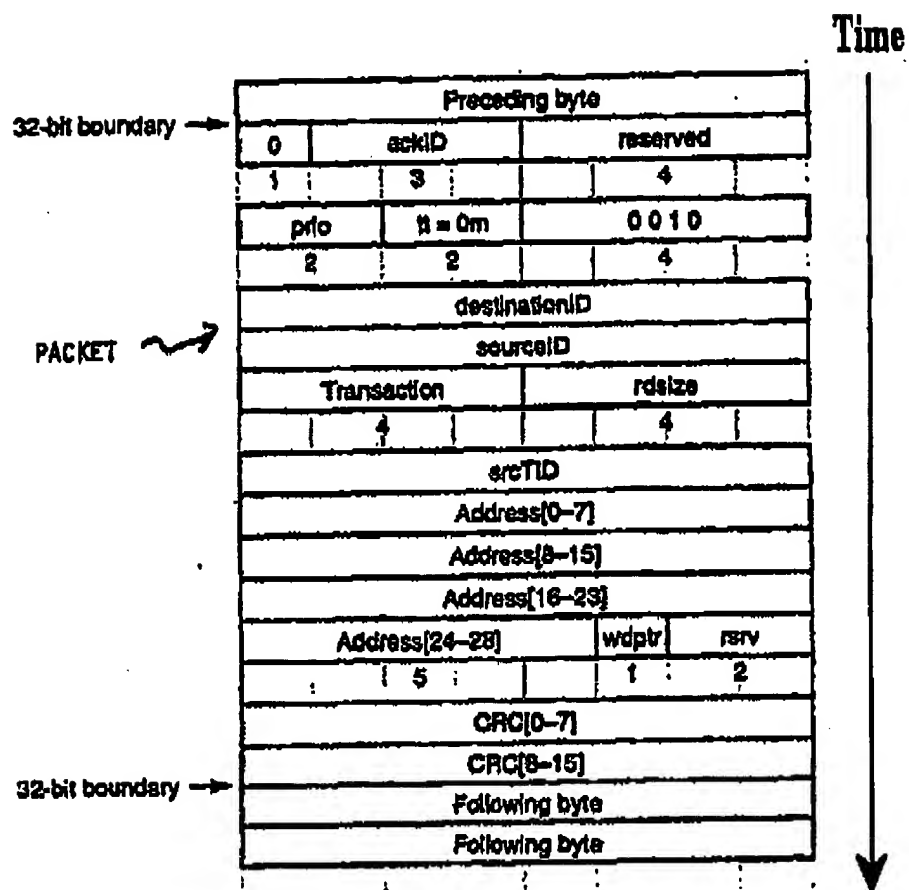 Time
Preceding byte
32-bit boundary
0 ackID reserved
1 3 4
prio tt = 0m 0 0 1 0
2 2 4
destinationID
PACKET
sourceID
Transaction rdsize
4 4
srcTID
Address[0–7]
Address[8–15]
Address[16–23]
Address[24–28] wdptr rsrv
5 1 2
CRC[0–7]
CRC[8–15]
32-bit boundary
Following byte
Following byte